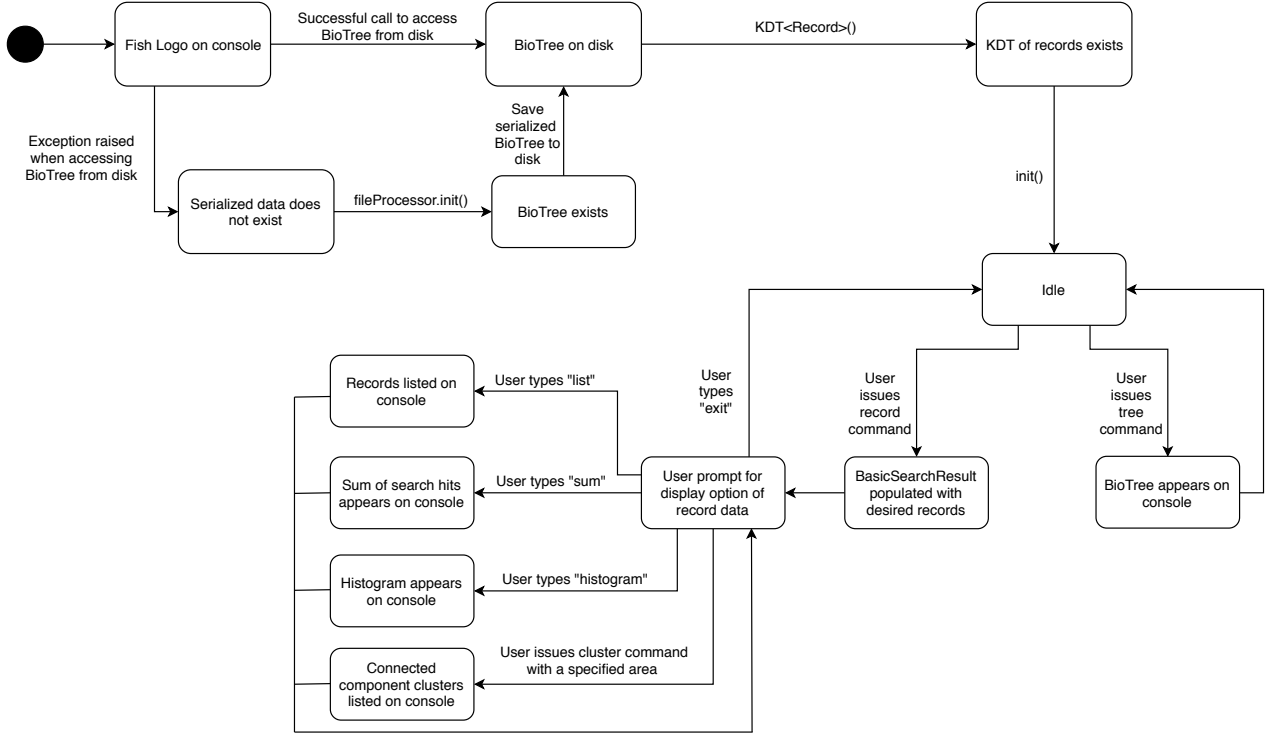 Successful call to access
BioTree from disk
KDT<Record>()
Fish Logo on console
BioTree on disk
KDT of records exists
Save
serialized
BioTree to
disk
Exception raised
when accessing
BioTree from disk
init()
Serialized data does
not exist
fileProcessor.init()
BioTree exists
Idle
User
types
"exit"
User
issues
record
command
User
issues
tree
command
Records listed on
console
User types "list"
Sum of search hits
appears on console
User types "sum"
User prompt for
display option of
record data
BasicSearchResult
populated with
desired records
BioTree appears on
console
Histogram appears
on console
User types "histogram"
Connected
component clusters
listed on console
User issues cluster command
with a specified area